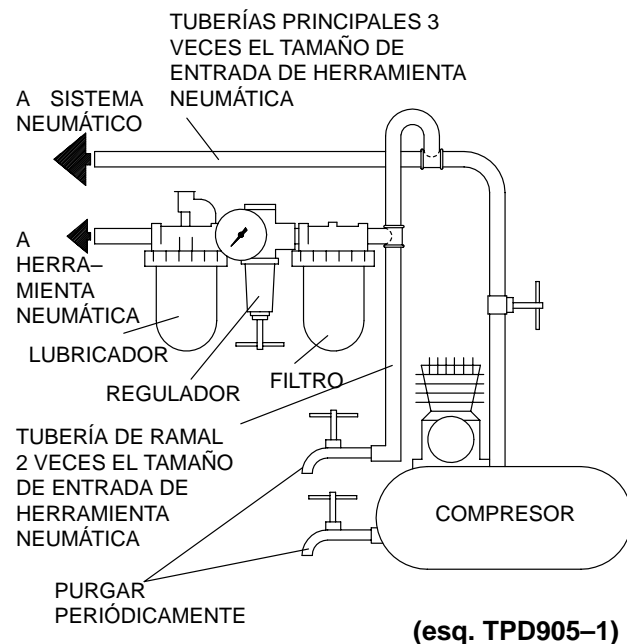 TUBERÍAS PRINCIPALES 3
VECES EL TAMAÑO DE
ENTRADA DE HERRAMIENTA
NEUMÁTICA
A SISTEMA
NEUMÁTICO
A
HERRA–
MIENTA
NEUMÁTICA
LUBRICADOR
REGULADOR
FILTRO
TUBERÍA DE RAMAL
2 VECES EL TAMAÑO
DE ENTRADA DE
HERRAMIENTA
NEUMÁTICA
COMPRESOR
PURGAR
PERIÓDICAMENTE
(esq. TPD905–1)